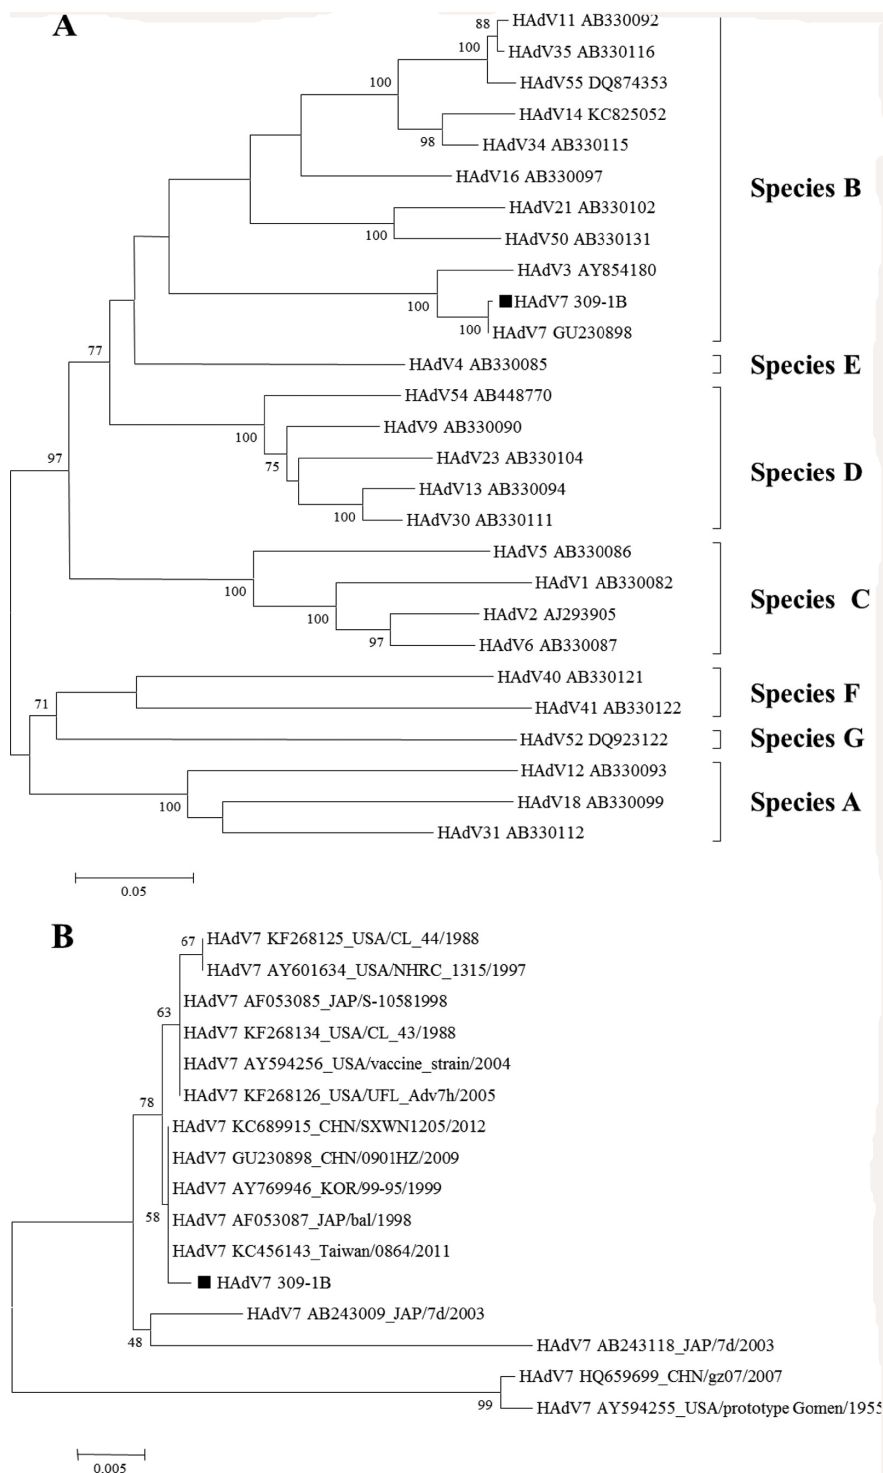 A
88
HAdV11 AB330092
100
HAdV35 AB330116
100
HAdV55 DQ874353
HAdV14 KC825052
98
HAdV34 AB330115
HAdV16 AB330097
Species B
HAdV21 AB330102
100
HAdV50 AB330131
HAdV3 AY854180
100
HAdV7 309-1B
100
HAdV7 GU230898
77
HAdV4 AB330085
Species E
HAdV54 AB448770
100
HAdV9 AB330090
97
75
HAdV23 AB330104
Species D
HAdV13 AB330094
100
HAdV30 AB330111
HAdV5 AB330086
100
HAdV1 AB330082
Species C
100
HAdV2 AJ293905
97
HAdV6 AB330087
HAdV40 AB330121
Species F
71
HAdV41 AB330122
HAdV52 DQ923122
Species G
HAdV12 AB330093
100
HAdV18 AB330099
Species A
HAdV31 AB330112
0.05
B
67
HAdV7 KF268125_USA/CL_44/1988
HAdV7 AY601634_USA/NHRC_1315/1997
63
HAdV7 AF053085_JAP/S-10581998
HAdV7 KF268134_USA/CL_43/1988
HAdV7 AY594256_USA/vaccine_strain/2004
78
HAdV7 KF268126_USA/UFL_Adv7h/2005
HAdV7 KC689915_CHN/SXWN1205/2012
HAdV7 GU230898_CHN/0901HZ/2009
HAdV7 AY769946_KOR/99-95/1999
58
HAdV7 AF053087_JAP/bal/1998
HAdV7 KC456143_Taiwan/0864/2011
HAdV7 309-1B
HAdV7 AB243009_JAP/7d/2003
48
HAdV7 AB243118_JAP/7d/2003
HAdV7 HQ659699_CHN/gz07/2007
99
HAdV7 AY594255_USA/prototype Gomen/1955
0.005